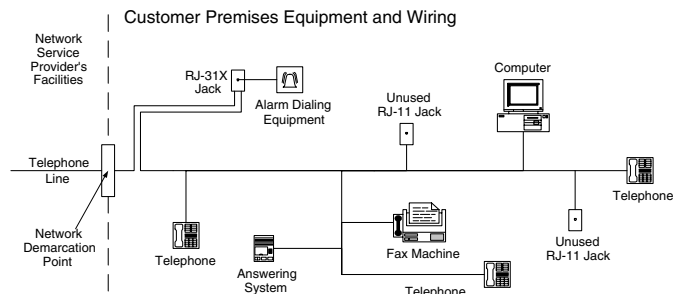 Customer Premises Equipment and Wiring
Network
Service
Provider's
Facilities
RJ-31X
Jack
Alarm Dialing
Equipment
Unused
RJ-11 Jack
Computer
Telephone
Line
Network
Demarcation
Point
Telephone
Answering
System
Fax Machine
Telephone
Unused
RJ-11 Jack
Telephone